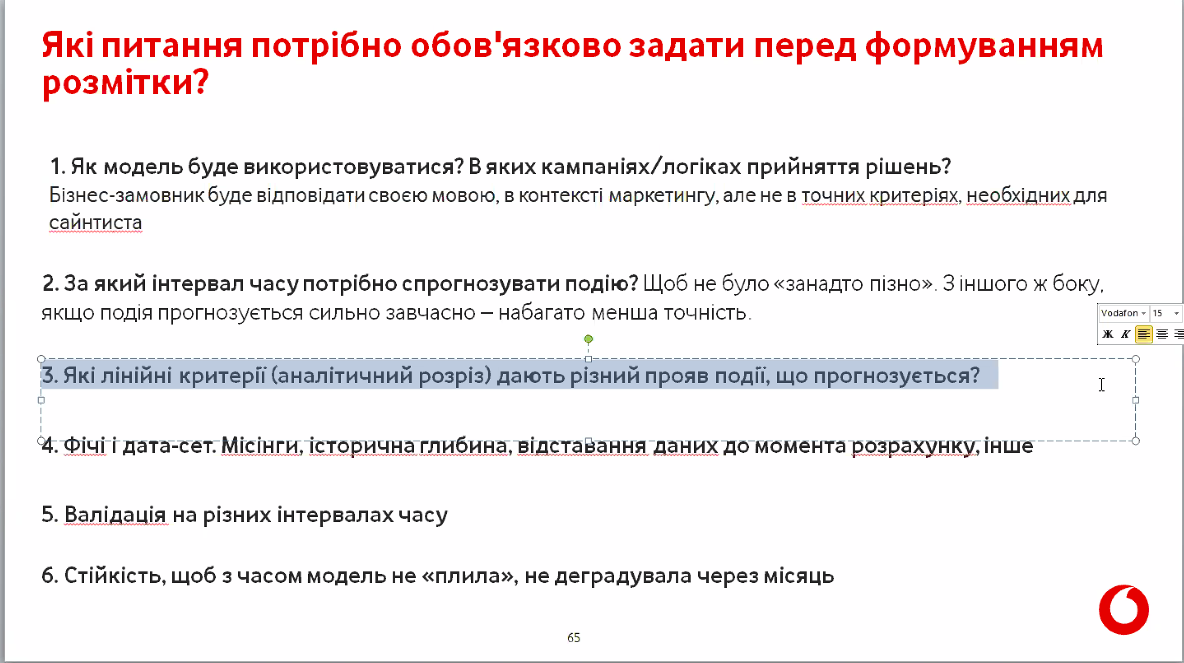 Які питання потрібно обов'язково задати перед формуванням
розмітки?
1. Як модель буде використовуватися? В яких кампаніях/логіках прийняття рішень?
Бізнес-замовник буде відповідати своєю мовою, в контексті маркетингу, але не в точних критеріях, необхідних для
сайнтиста
2. За який інтервал часу потрібно спрогнозувати подію? Щоб не було «занадто пізно». З іншого ж боку,
якщо подія прогнозується сильно завчасно – набагато менша точність.
Vodafon 15
Ж К
3. Які лінійні критерії (аналітичний розріз) дають різний прояв події, що прогнозується?
4. Фічі і дата-сет. Місінги, історична глибина, відставання даних до момента розрахунку, інше
5. Валідація на різних інтервалах часу
6. Стійкість, щоб з часом модель не «плила», не деградувала через місяць
65